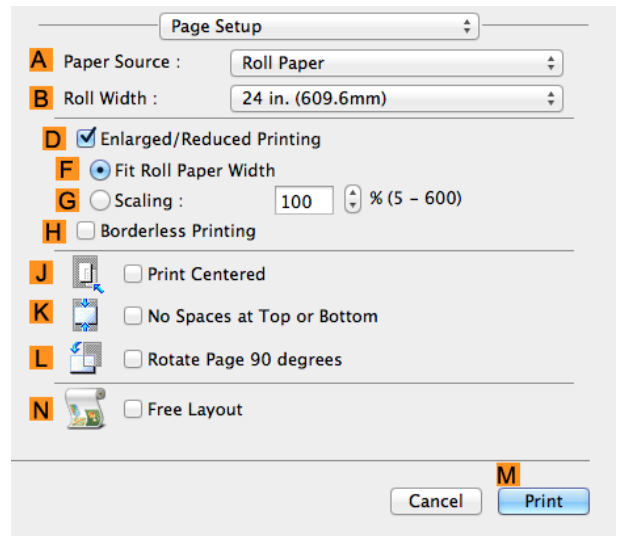 Page Setup
A Paper Source : Roll Paper
B Roll Width : 24 in. (609.6mm)
D Enlarged/Reduced Printing
F Fit Roll Paper Width
G Scaling : 100 % (5 – 600)
H Borderless Printing
J Print Centered
K No Spaces at Top or Bottom
L Rotate Page 90 degrees
N Free Layout
M
Cancel Print